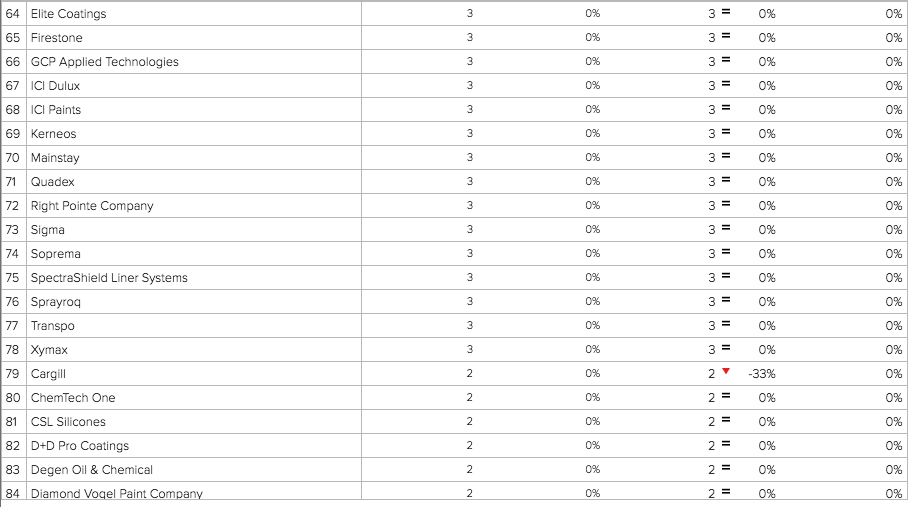 64 Elite Coatings 3 0% 3 = 0% 0%
65 Firestone 3 0% 3 = 0% 0%
66 GCP Applied Technologies 3 0% 3 = 0% 0%
67 ICI Dulux 3 0% 3 = 0% 0%
68 ICI Paints 3 0% 3 = 0% 0%
69 Kerneos 3 0% 3 = 0% 0%
70 Mainstay 3 0% 3 = 0% 0%
71 Quadex 3 0% 3 = 0% 0%
72 Right Pointe Company 3 0% 3 = 0% 0%
73 Sigma 3 0% 3 = 0% 0%
74 Soprema 3 0% 3 = 0% 0%
75 SpectraShield Liner Systems 3 0% 3 = 0% 0%
76 Sprayroq 3 0% 3 = 0% 0%
77 Transpo 3 0% 3 = 0% 0%
78 Xymax 3 0% 3 = 0% 0%
79 Cargill 2 0% 2 ▼ -33% 0%
80 ChemTech One 2 0% 2 = 0% 0%
81 CSL Silicones 2 0% 2 = 0% 0%
82 D+D Pro Coatings 2 0% 2 = 0% 0%
83 Degen Oil & Chemical 2 0% 2 = 0% 0%
84 Diamond Vogel Paint Company 2 0% 2 = 0% 0%